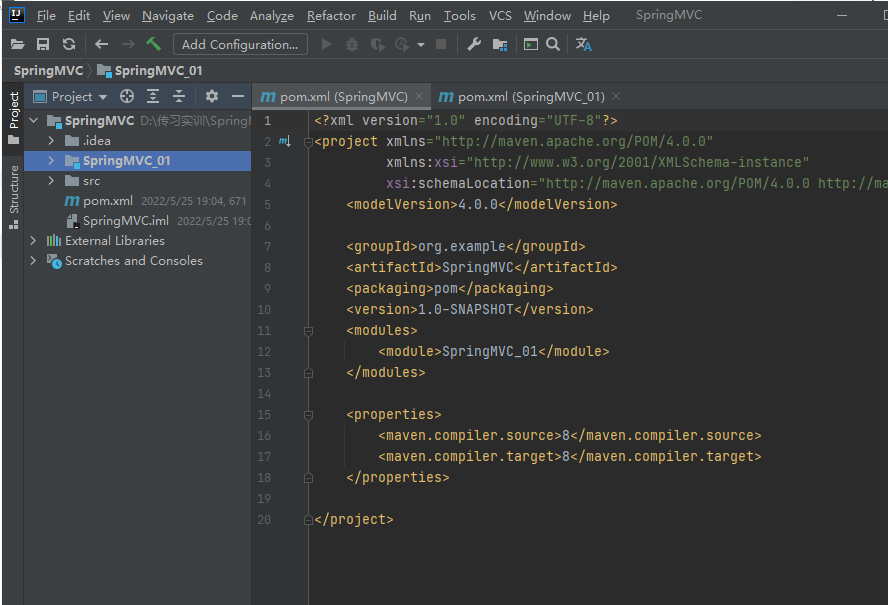 File Edit View Navigate Code Analyze Refactor Build Run Tools VCS Window Help SpringMVC
Add Configuration...
SpringMVC SpringMVC_01
Project
Structure
Project
SpringMVC D:\传习实训\Spring
.idea
SpringMVC_01
src
pom.xml 2022/5/25 19:04, 671
SpringMVC.iml 2022/5/25 19:0
External Libraries
Scratches and Consoles
pom.xml (SpringMVC) pom.xml (SpringMVC_01)
1 <?xml version="1.0" encoding="UTF-8"?>
2 <project xmlns="http://maven.apache.org/POM/4.0.0"
3 xmlns:xsi="http://www.w3.org/2001/XMLSchema-instance"
4 xsi:schemaLocation="http://maven.apache.org/POM/4.0.0 http://ma
5 <modelVersion>4.0.0</modelVersion>
6
7 <groupId>org.example</groupId>
8 <artifactId>SpringMVC</artifactId>
9 <packaging>pom</packaging>
10 <version>1.0-SNAPSHOT</version>
11 <modules>
12 <module>SpringMVC_01</module>
13 </modules>
14
15 <properties>
16 <maven.compiler.source>8</maven.compiler.source>
17 <maven.compiler.target>8</maven.compiler.target>
18 </properties>
19
20 </project>